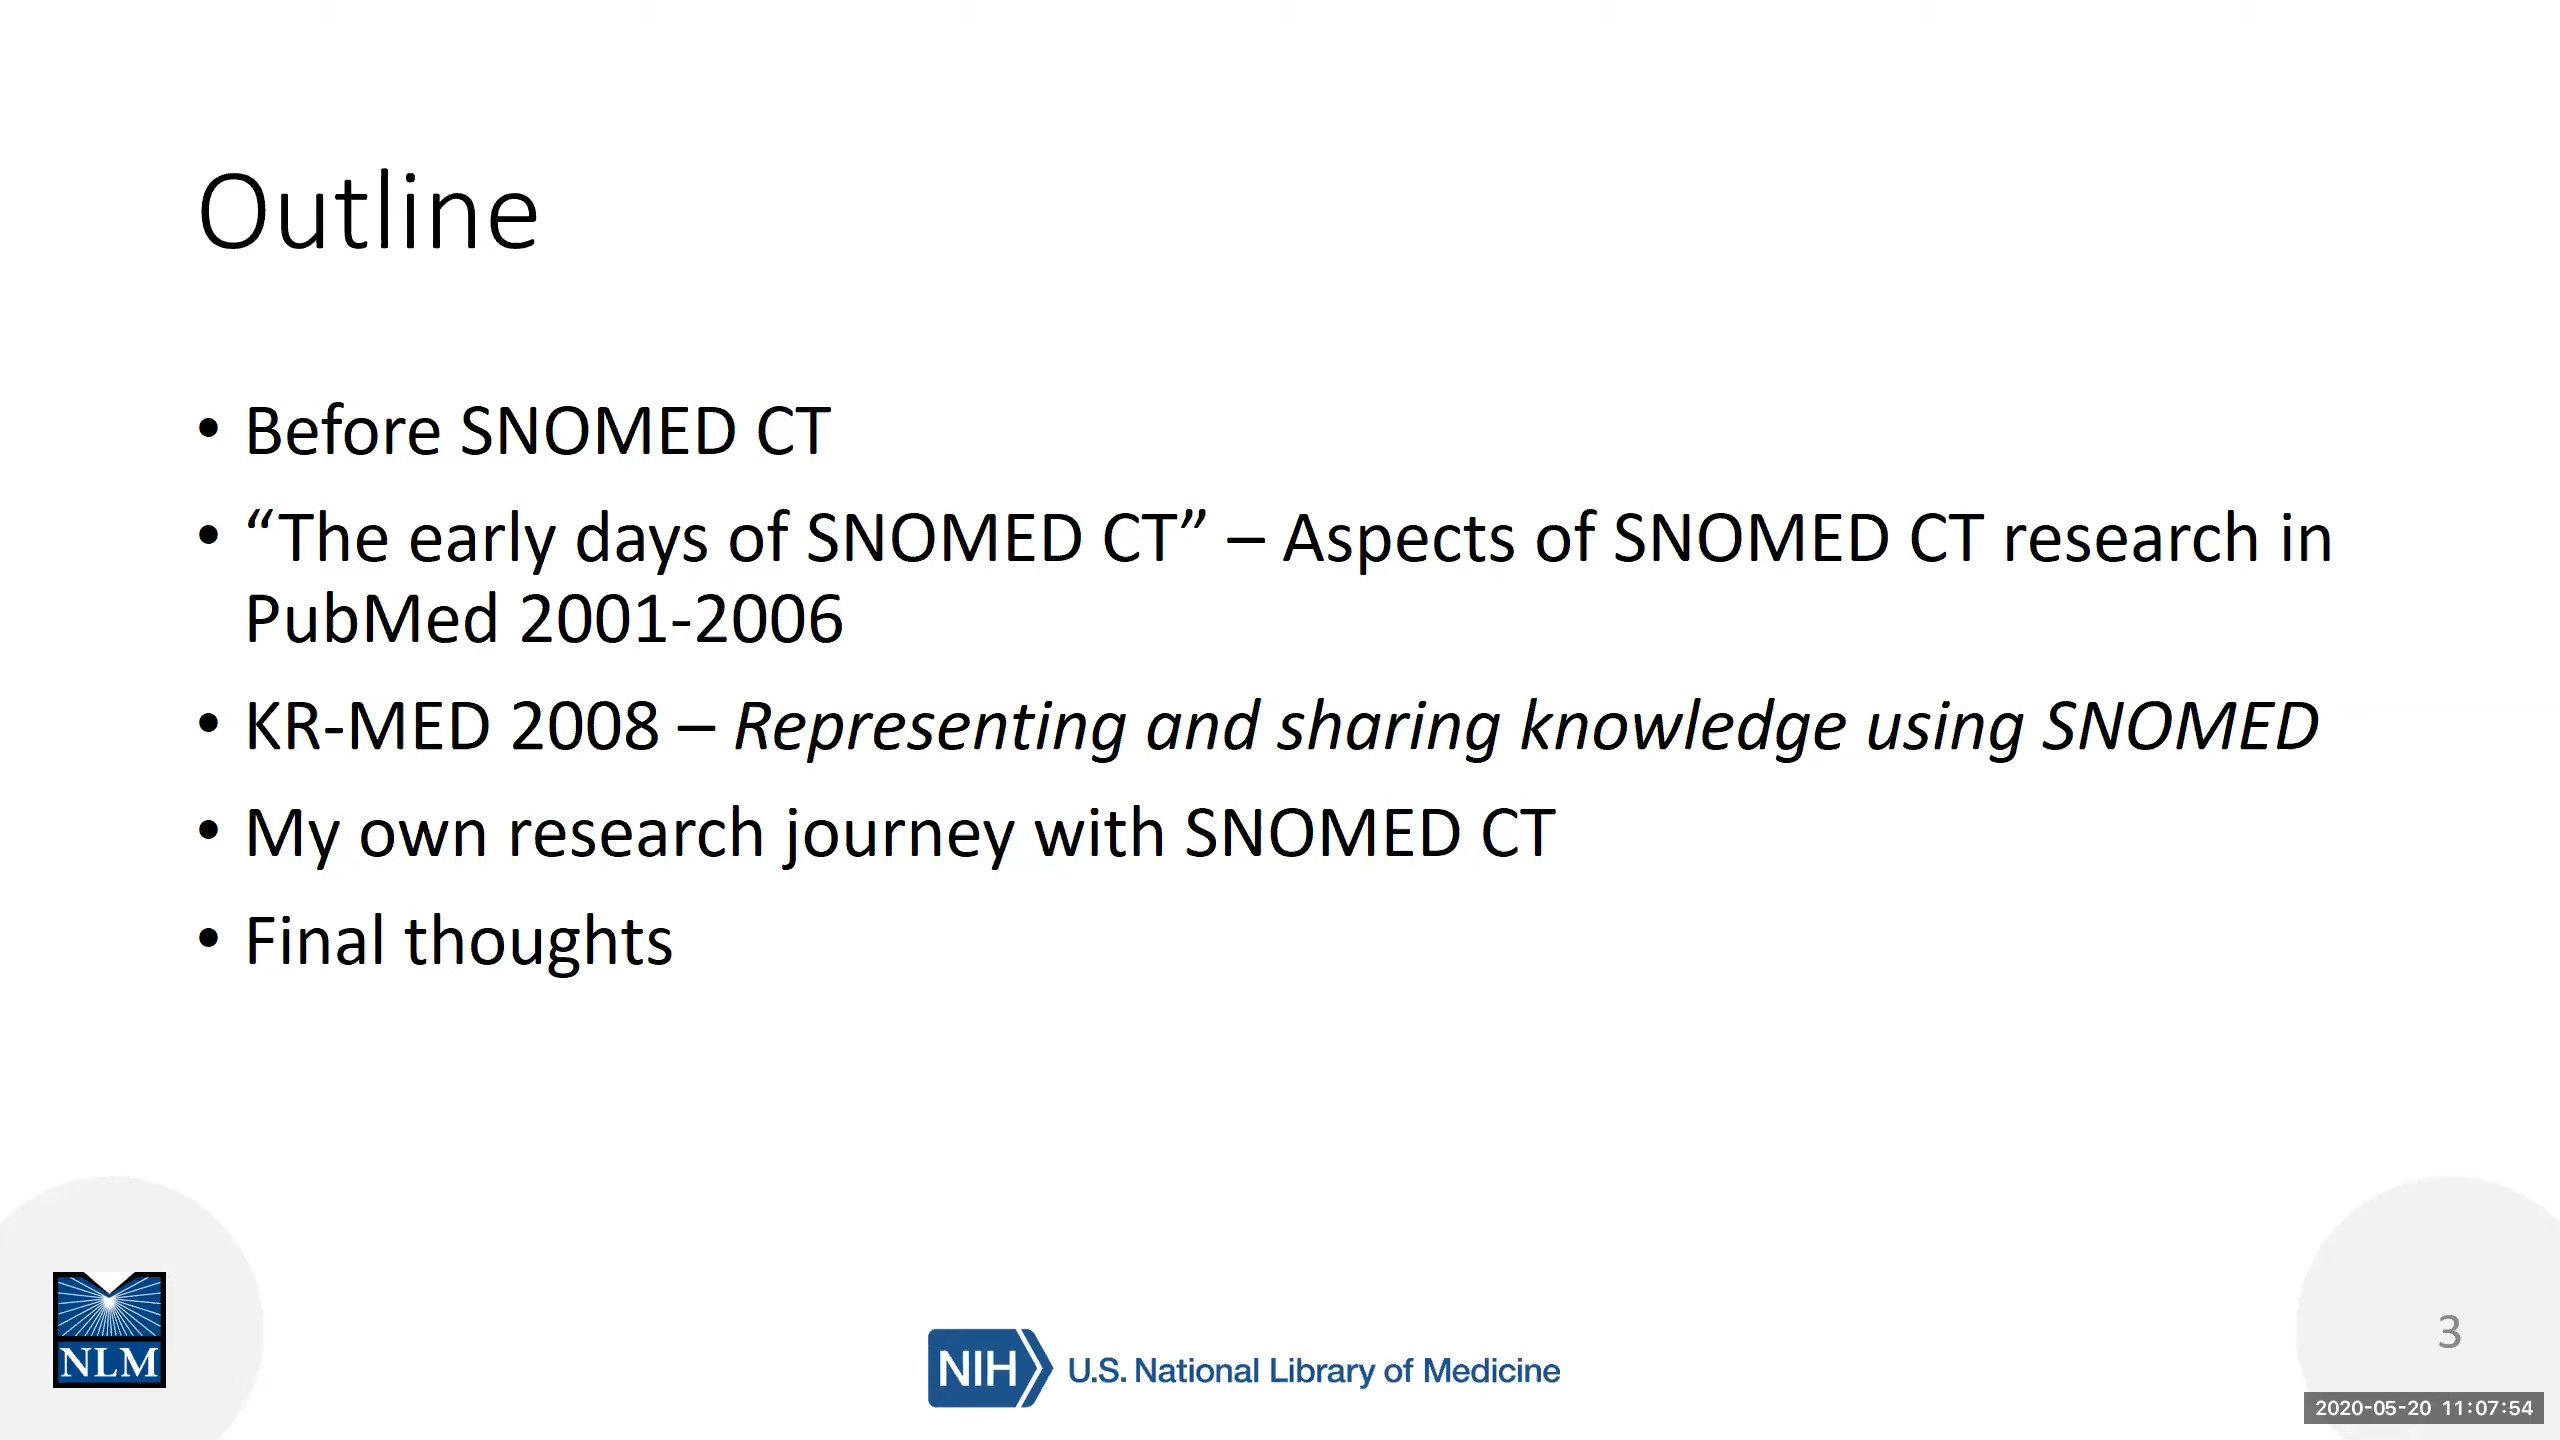 Outline
• Before SNOMED CT
• “The early days of SNOMED CT” – Aspects of SNOMED CT research in
PubMed 2001-2006
• KR-MED 2008 – Representing and sharing knowledge using SNOMED
• My own research journey with SNOMED CT
• Final thoughts
NLM
NIH U.S. National Library of Medicine
3
2020-05-20 11:07:54